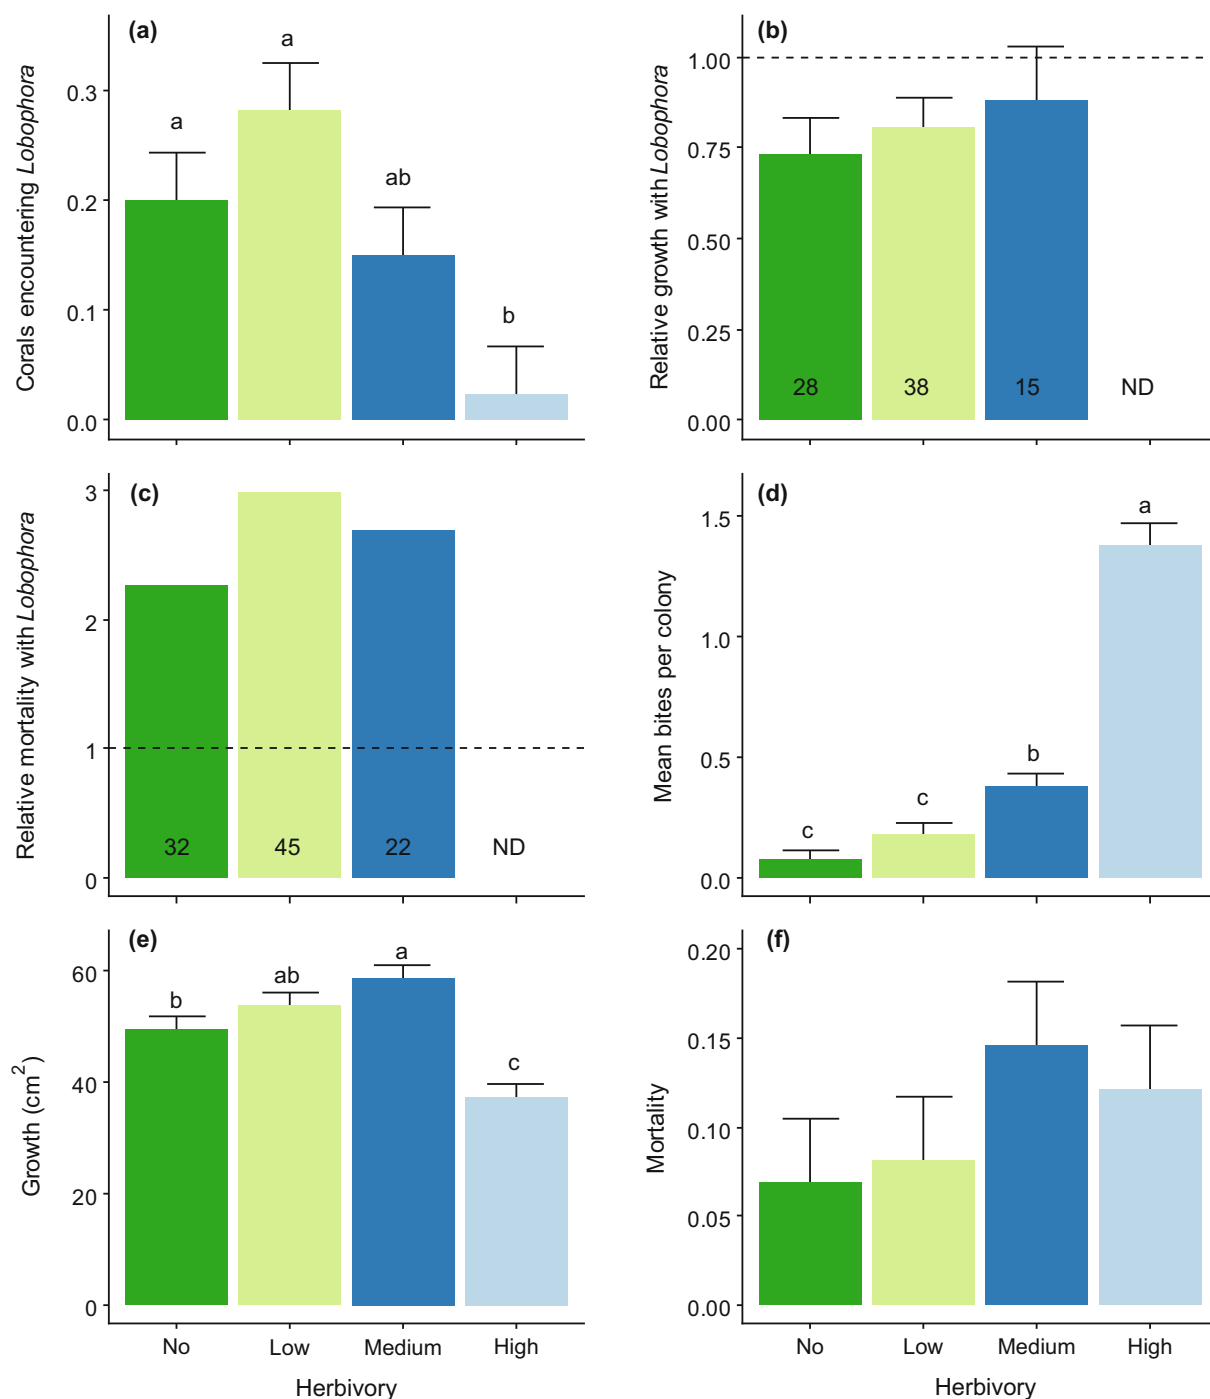 (a)
Corals encountering Lobophora
0.3
0.2
0.1
0.0
a
a
ab
b
(b)
Relative growth with Lobophora
1.00
0.75
0.50
0.25
0.00
28
38
15
ND
(c)
Relative mortality with Lobophora
3
2
1
0
32
45
22
ND
(d)
Mean bites per colony
1.5
1.0
0.5
0.0
c
c
b
a
(e)
Growth (cm²)
60
40
20
0
b
ab
a
c
No Low Medium High
Herbivory
(f)
Mortality
0.20
0.15
0.10
0.05
0.00
No Low Medium High
Herbivory